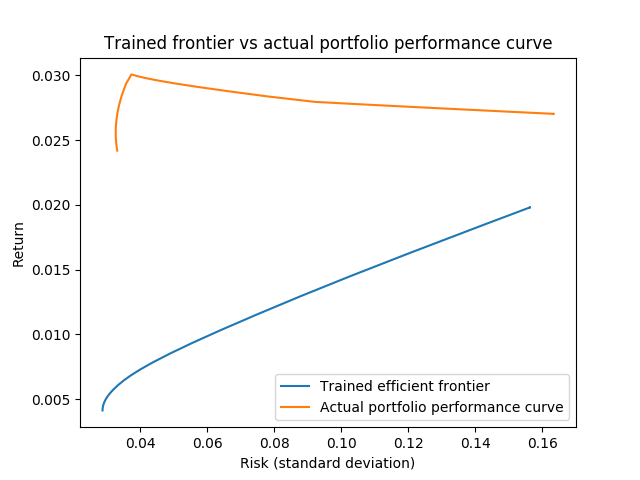 Trained frontier vs actual portfolio performance curve
0.030
0.025
0.020
0.015
0.010
0.005
Return
0.04 0.06 0.08 0.10 0.12 0.14 0.16
Risk (standard deviation)
Trained efficient frontier
Actual portfolio performance curve